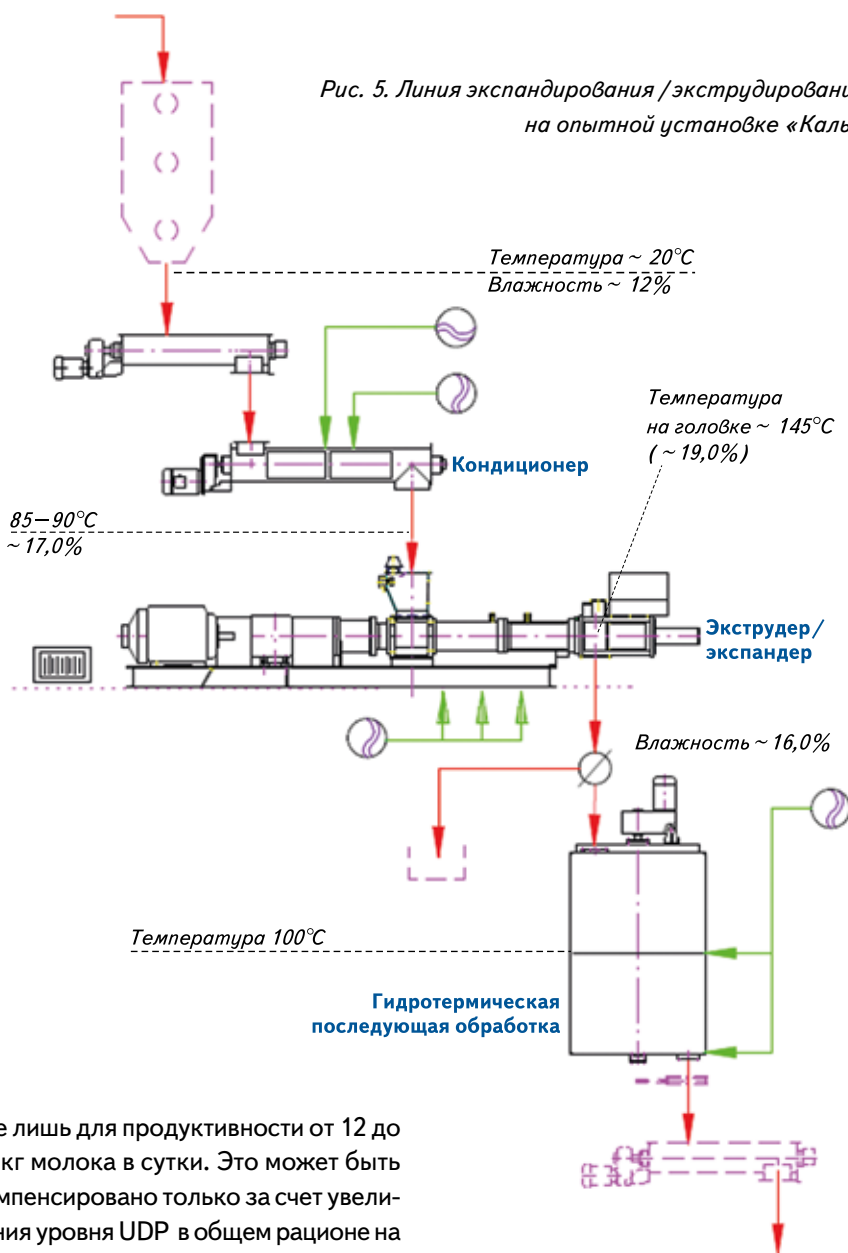 Рис. 5. Линия экспандирования / экструдировани
на опытной установке «Каль
Температура ~ 20°C
Влажность ~ 12%
Температура
на головке ~ 145°C
(~ 19,0%)
Кондиционер
85–90°C
~ 17,0%
Экструдер/
экспандер
Влажность ~ 16,0%
Температура 100°C
Гидротермическая
последующая обработка
е лишь для продуктивности от 12 до
кг молока в сутки. Это может быть
мпенсировано только за счет увели-
ния уровня UDP в общем рационе на